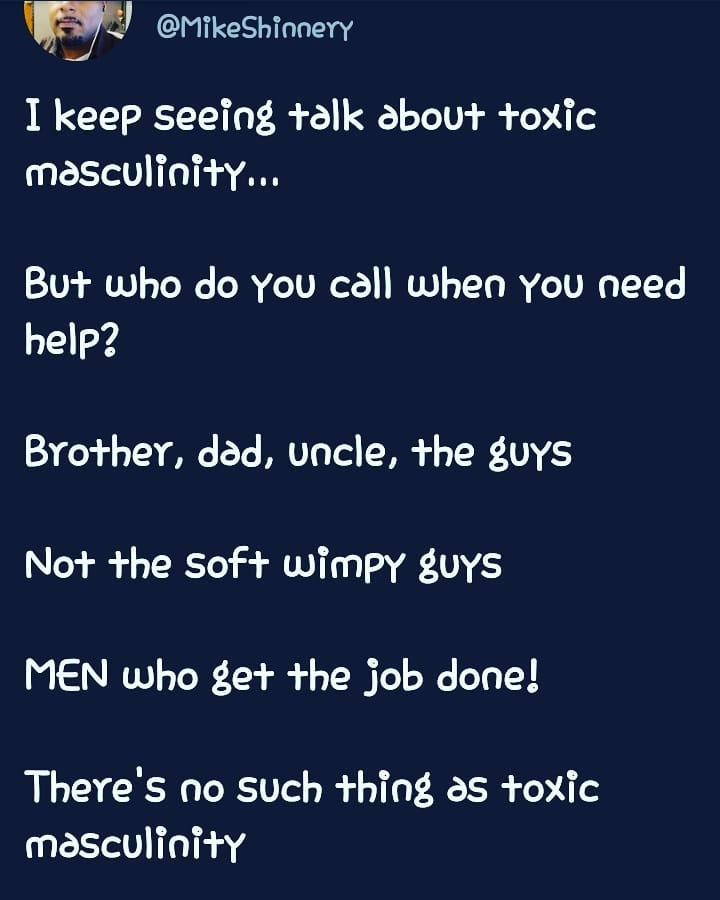 @MikeShinnery
I keep seeing talk about toxic
masculinity...
But who do you call when you need
help?
Brother, dad, uncle, the guys
Not the soft wimpy guys
MEN who get the job done!
There's no such thing as toxic
masculinity